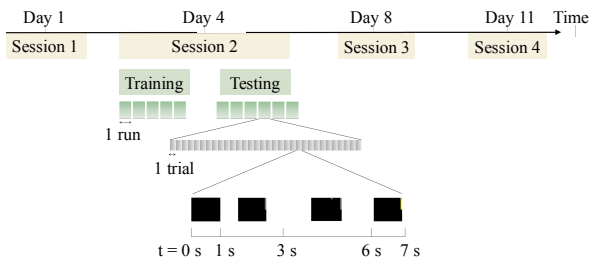 Day 1 Day 4 Day 8 Day 11 Time
Session 1 Session 2 Session 3 Session 4
Training Testing
1 run
1 trial
t = 0 s 1 s 3 s 6 s 7 s